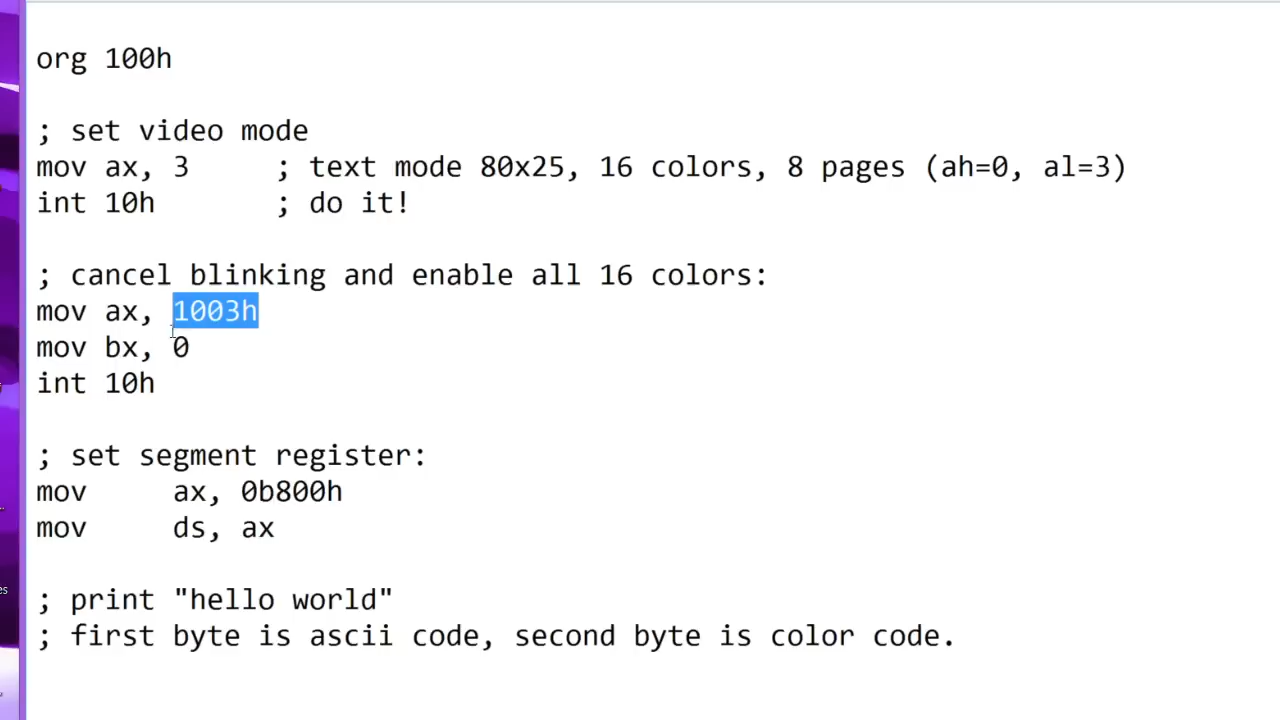 org 100h
; set video mode
mov ax, 3     ; text mode 80x25, 16 colors, 8 pages (ah=0, al=3)
int 10h       ; do it!
; cancel blinking and enable all 16 colors:
mov ax, 1003h
mov bx, 0
int 10h
; set segment register:
mov     ax, 0b800h
mov     ds, ax
; print "hello world"
; first byte is ascii code, second byte is color code.